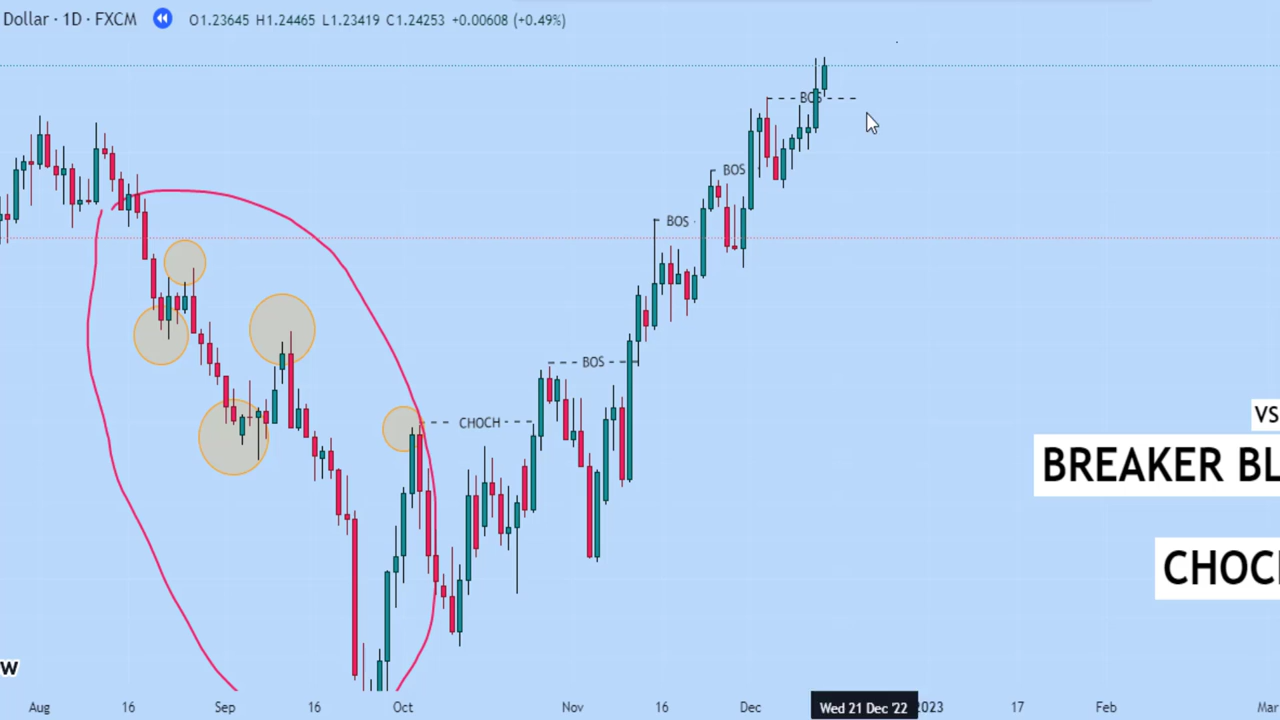 Dollar · 1D · FXCM O1.23645 H1.24465 L1.23419 C1.24253 +0.00608 (+0.49%)
BOS
BOS
BOS
BOS
CHOCH
VS
BREAKER BL
CHOC
W
Aug 16 Sep 16 Oct Nov 16 Dec Wed 21 Dec '22 2023 17 Feb Mar